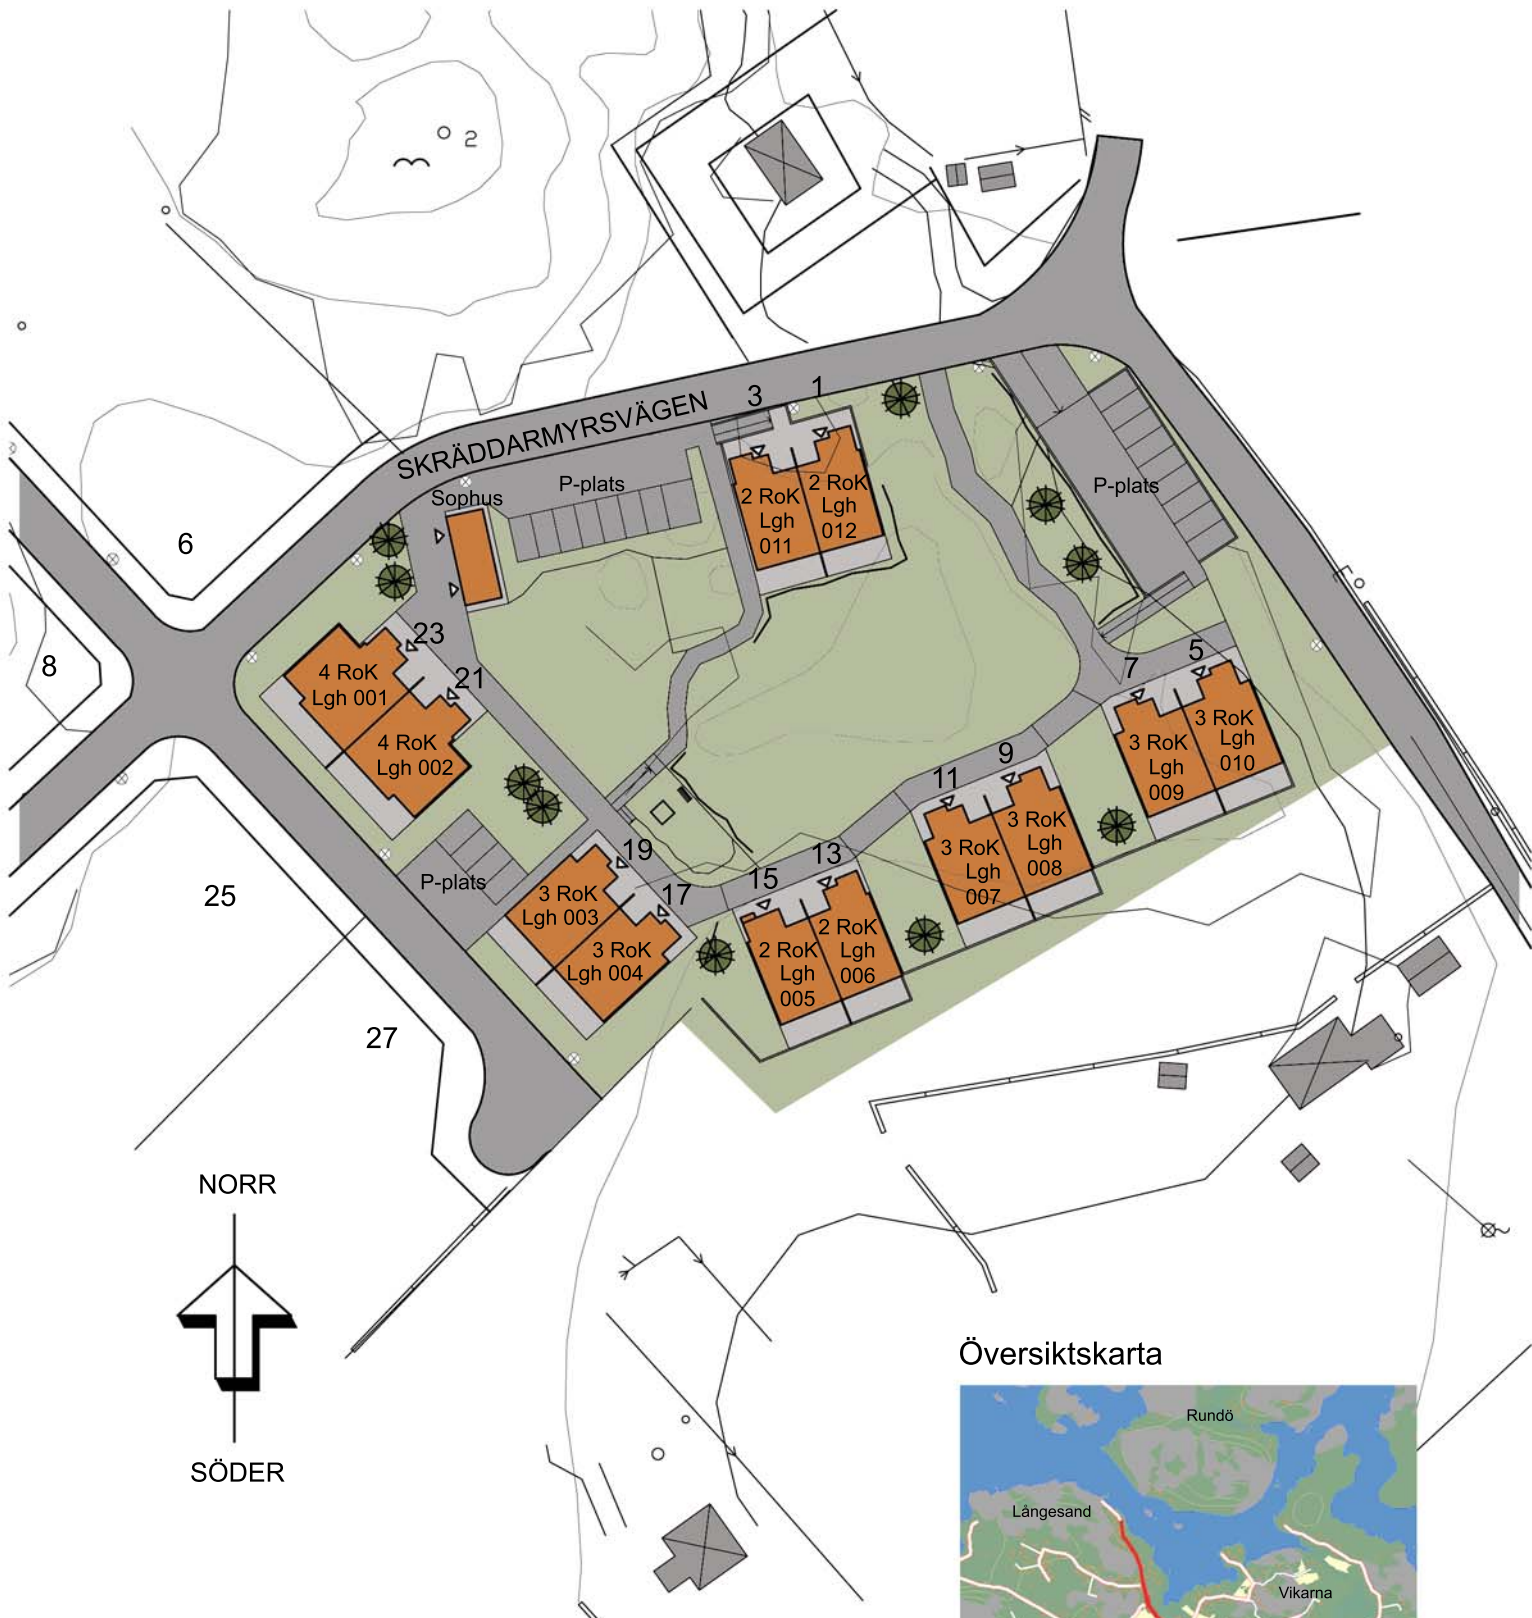 2
SKRÄDDARMYRSVÄGEN
3
1
Sophus
P-plats
P-plats
2 RoK
Lgh
011
2 RoK
Lgh
012
6
8
23
21
4 RoK
Lgh 001
4 RoK
Lgh 002
7
5
3 RoK
Lgh
009
3 RoK
Lgh
010
11
9
3 RoK
Lgh
007
3 RoK
Lgh
008
P-plats
19
17
3 RoK
Lgh 003
3 RoK
Lgh 004
15
13
2 RoK
Lgh
005
2 RoK
Lgh
006
25
27
NORR
SÖDER
Översiktskarta
Rundö
Långesand
Vikarna